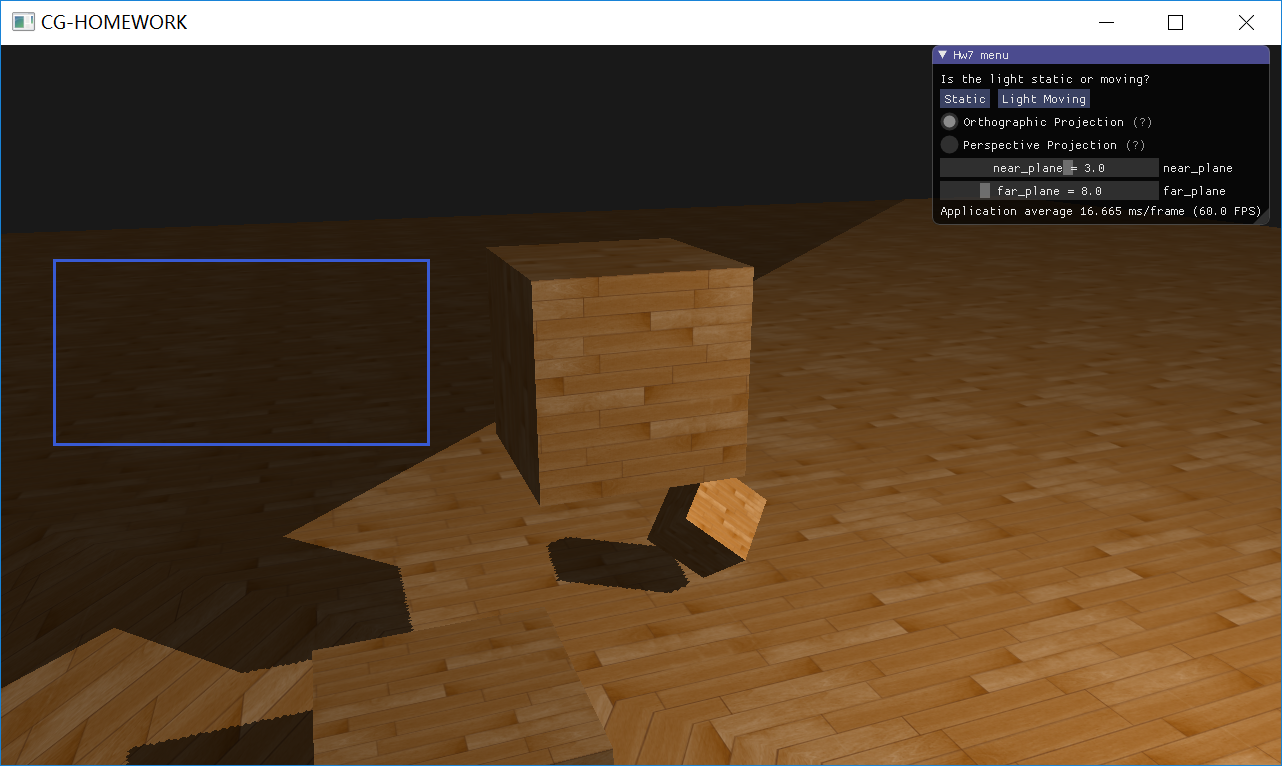 CG-HOMEWORK
Hw7 menu
Is the light static or moving?
Static Light Moving
Orthographic Projection (?)
Perspective Projection (?)
near_plane = 3.0 near_plane
far_plane = 8.0 far_plane
Application average 16.665 ms/frame (60.0 FPS)